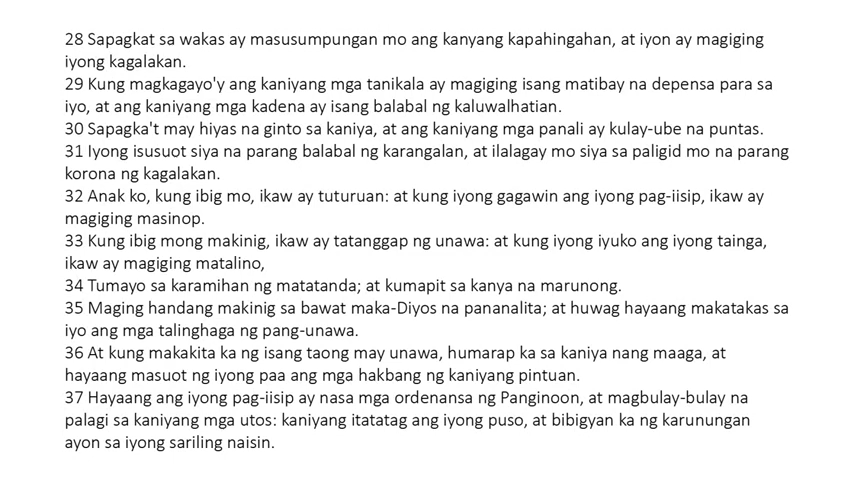 28 Sapagkat sa wakas ay masusumpungan mo ang kanyang kapahingahan, at iyon ay magiging
iyong kagalakan.
29 Kung magkagayo'y ang kaniyang mga tanikala ay magiging isang matibay na depensa para sa
iyo, at ang kaniyang mga kadena ay isang balabal ng kaluwalhatian.
30 Sapagka't may hiyas na ginto sa kaniya, at ang kaniyang mga panali ay kulay-ube na puntas.
31 Iyong isusuot siya na parang balabal ng karangalan, at ilalagay mo siya sa paligid mo na parang
korona ng kagalakan.
32 Anak ko, kung ibig mo, ikaw ay tuturuan: at kung iyong gagawin ang iyong pag-iisip, ikaw ay
magiging masinop.
33 Kung ibig mong makinig, ikaw ay tatanggap ng unawa: at kung iyong iyuko ang iyong tainga,
ikaw ay magiging matalino,
34 Tumayo sa karamihan ng matatanda; at kumapit sa kanya na marunong.
35 Maging handang makinig sa bawat maka-Diyos na pananalita; at huwag hayaang makatakas sa
iyo ang mga talinghaga ng pang-unawa.
36 At kung makakita ka ng isang taong may unawa, humarap ka sa kaniya nang maaga, at
hayaang masuot ng iyong paa ang mga hakbang ng kaniyang pintuan.
37 Hayaang ang iyong pag-iisip ay nasa mga ordenansa ng Panginoon, at magbulay-bulay na
palagi sa kaniyang mga utos: kaniyang itatatag ang iyong puso, at bibigyan ka ng karunungan
ayon sa iyong sariling naisin.